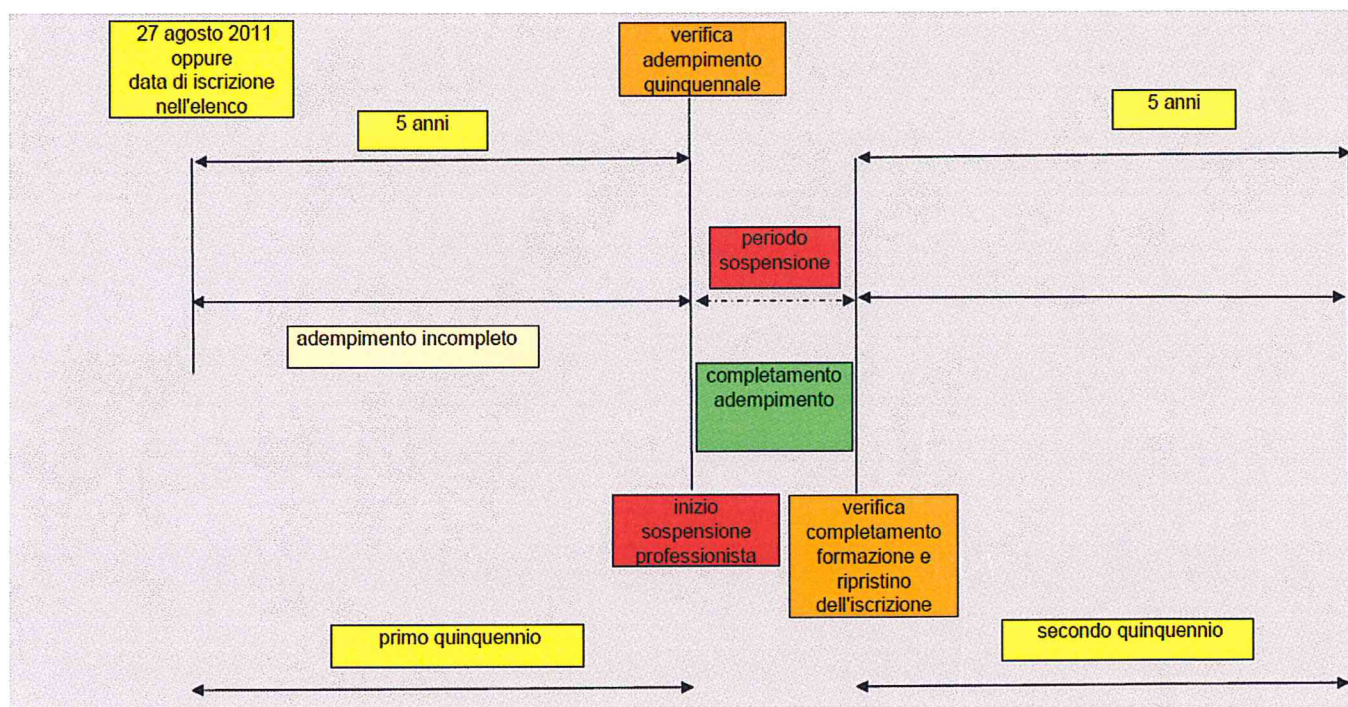 27 agosto 2011
oppure
data di iscrizione
nell'elenco
verifica
adempimento
quinquennale
5 anni
5 anni
periodo
sospensione
adempimento incompleto
completamento
adempimento
inizio
sospensione
professionista
verifica
completamento
formazione e
ripristino
dell'iscrizione
primo quinquennio
secondo quinquennio